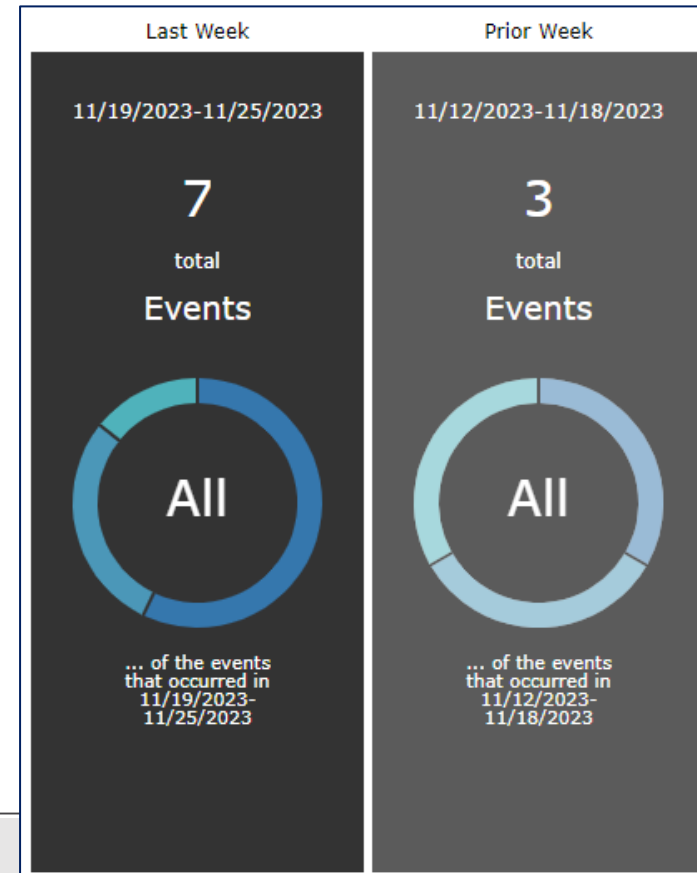 Last Week
11/19/2023-11/25/2023
7
total
Events
All
... of the events
that occurred in
11/19/2023-
11/25/2023
Prior Week
11/12/2023-11/18/2023
3
total
Events
All
... of the events
that occurred in
11/12/2023-
11/18/2023